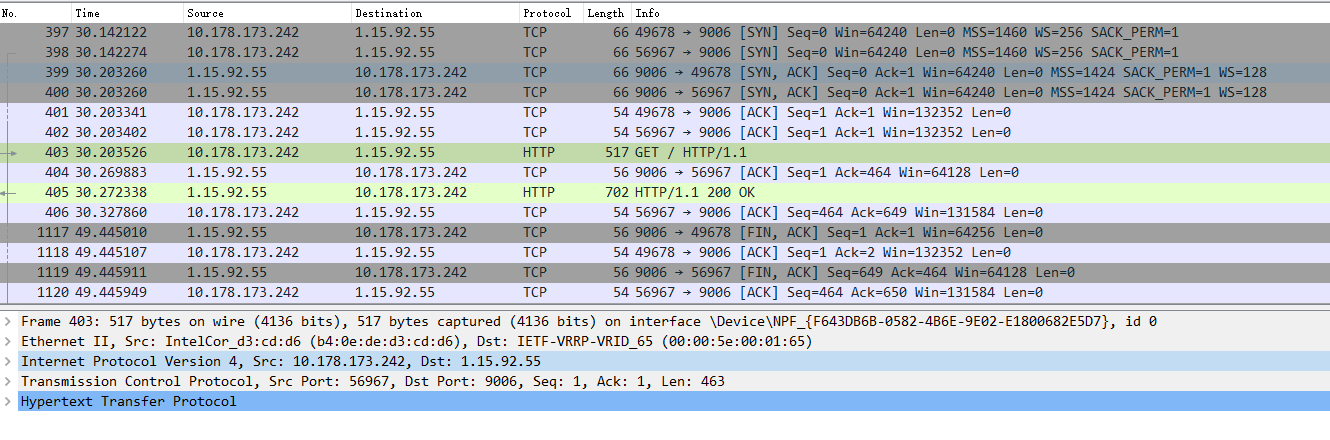 No. Time Source Destination Protocol Length Info
397 30.142122 10.178.173.242 1.15.92.55 TCP 66 49678 → 9006 [SYN] Seq=0 Win=64240 Len=0 MSS=1460 WS=256 SACK_PERM=1
398 30.142274 10.178.173.242 1.15.92.55 TCP 66 56967 → 9006 [SYN] Seq=0 Win=64240 Len=0 MSS=1460 WS=256 SACK_PERM=1
399 30.203260 1.15.92.55 10.178.173.242 TCP 66 9006 → 49678 [SYN, ACK] Seq=0 Ack=1 Win=64240 Len=0 MSS=1424 SACK_PERM=1 WS=128
400 30.203260 1.15.92.55 10.178.173.242 TCP 66 9006 → 56967 [SYN, ACK] Seq=0 Ack=1 Win=64240 Len=0 MSS=1424 SACK_PERM=1 WS=128
401 30.203341 10.178.173.242 1.15.92.55 TCP 54 49678 → 9006 [ACK] Seq=1 Ack=1 Win=132352 Len=0
402 30.203402 10.178.173.242 1.15.92.55 TCP 54 56967 → 9006 [ACK] Seq=1 Ack=1 Win=132352 Len=0
403 30.203526 10.178.173.242 1.15.92.55 HTTP 517 GET / HTTP/1.1
404 30.269883 1.15.92.55 10.178.173.242 TCP 56 9006 → 56967 [ACK] Seq=1 Ack=464 Win=64128 Len=0
405 30.272338 1.15.92.55 10.178.173.242 HTTP 702 HTTP/1.1 200 OK
406 30.327860 10.178.173.242 1.15.92.55 TCP 54 56967 → 9006 [ACK] Seq=464 Ack=649 Win=131584 Len=0
1117 49.445010 1.15.92.55 10.178.173.242 TCP 56 9006 → 49678 [FIN, ACK] Seq=1 Ack=1 Win=64256 Len=0
1118 49.445107 10.178.173.242 1.15.92.55 TCP 54 49678 → 9006 [ACK] Seq=1 Ack=2 Win=132352 Len=0
1119 49.445911 1.15.92.55 10.178.173.242 TCP 56 9006 → 56967 [FIN, ACK] Seq=649 Ack=464 Win=64128 Len=0
1120 49.445949 10.178.173.242 1.15.92.55 TCP 54 56967 → 9006 [ACK] Seq=464 Ack=650 Win=131584 Len=0
Frame 403: 517 bytes on wire (4136 bits), 517 bytes captured (4136 bits) on interface \Device\NPF_{F643DB6B-0582-4B6E-9E02-E1800682E5D7}, id 0
Ethernet II, Src: IntelCor_d3:cd:d6 (b4:0e:de:d3:cd:d6), Dst: IETF-VRRP-VRID_65 (00:00:5e:00:01:65)
Internet Protocol Version 4, Src: 10.178.173.242, Dst: 1.15.92.55
Transmission Control Protocol, Src Port: 56967, Dst Port: 9006, Seq: 1, Ack: 1, Len: 463
Hypertext Transfer Protocol